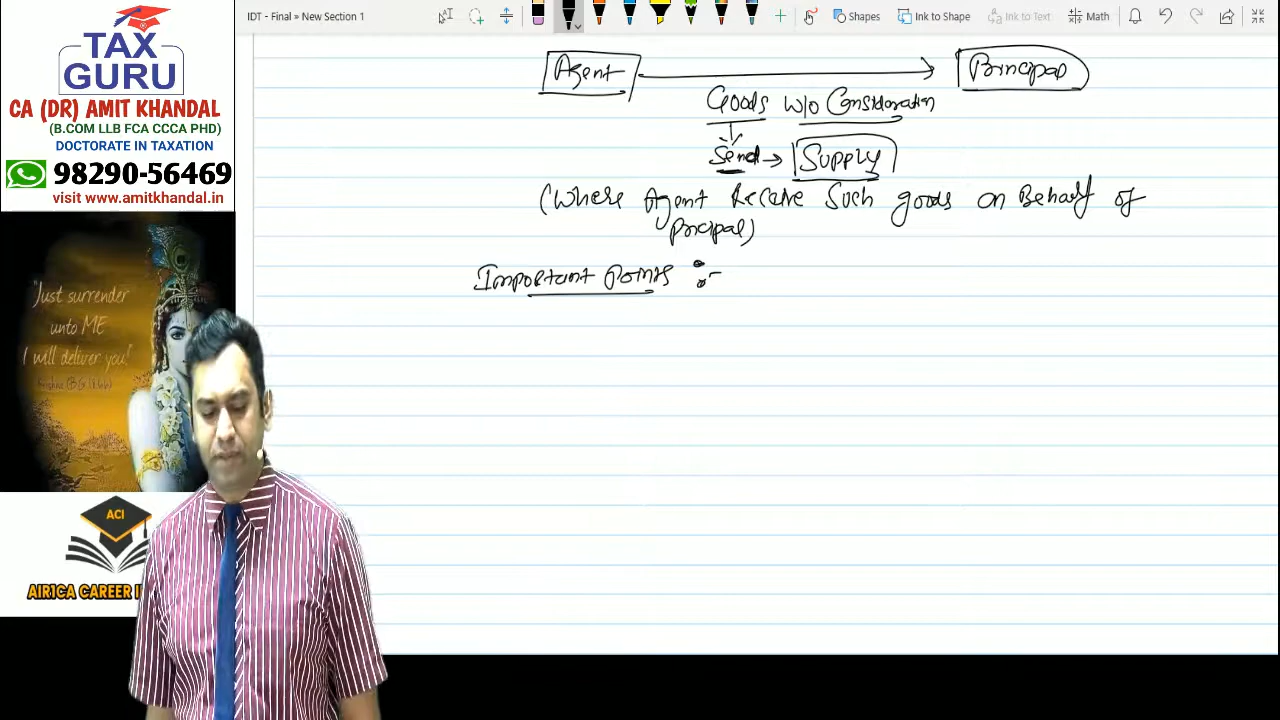 IDT - Final » New Section 1
Shapes
Ink to Shape
Ink to Text
Math
TAX
GURU
CA (DR) AMIT KHANDAL
(B.COM LLB FCA CCCA PHD)
DOCTORATE IN TAXATION
98290-56469
visit www.amitkhandal.in
Agent
Principal
Goods w/o Consideration
Send → Supply
(Where Agent Receive Such goods on Behalf of
Principal)
Important Points :-
"Just surrender
unto ME
I will deliver you!"
ACI
AIR1CA CAREER